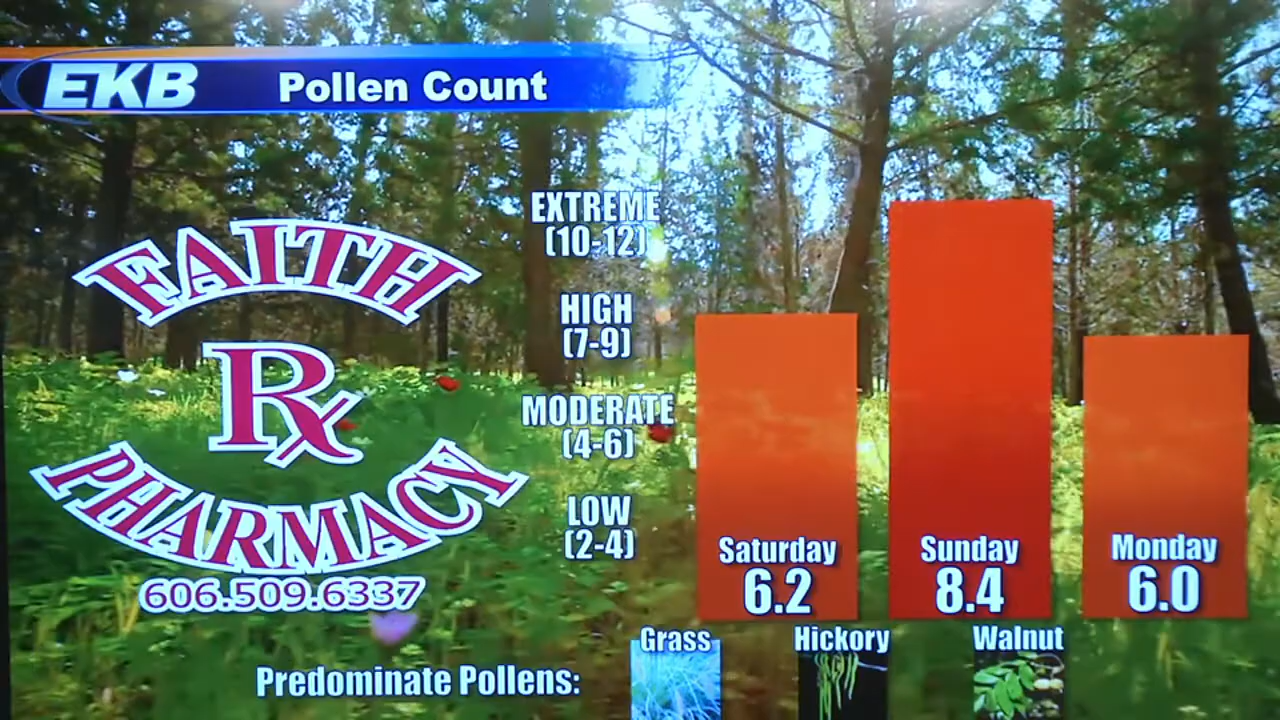 EKB Pollen Count
FAITH
Rx
PHARMACY
606.509.6337
EXTREME
(10-12)
HIGH
(7-9)
MODERATE
(4-6)
LOW
(2-4)
Saturday
6.2
Sunday
8.4
Monday
6.0
Predominate Pollens:
Grass
Hickory
Walnut